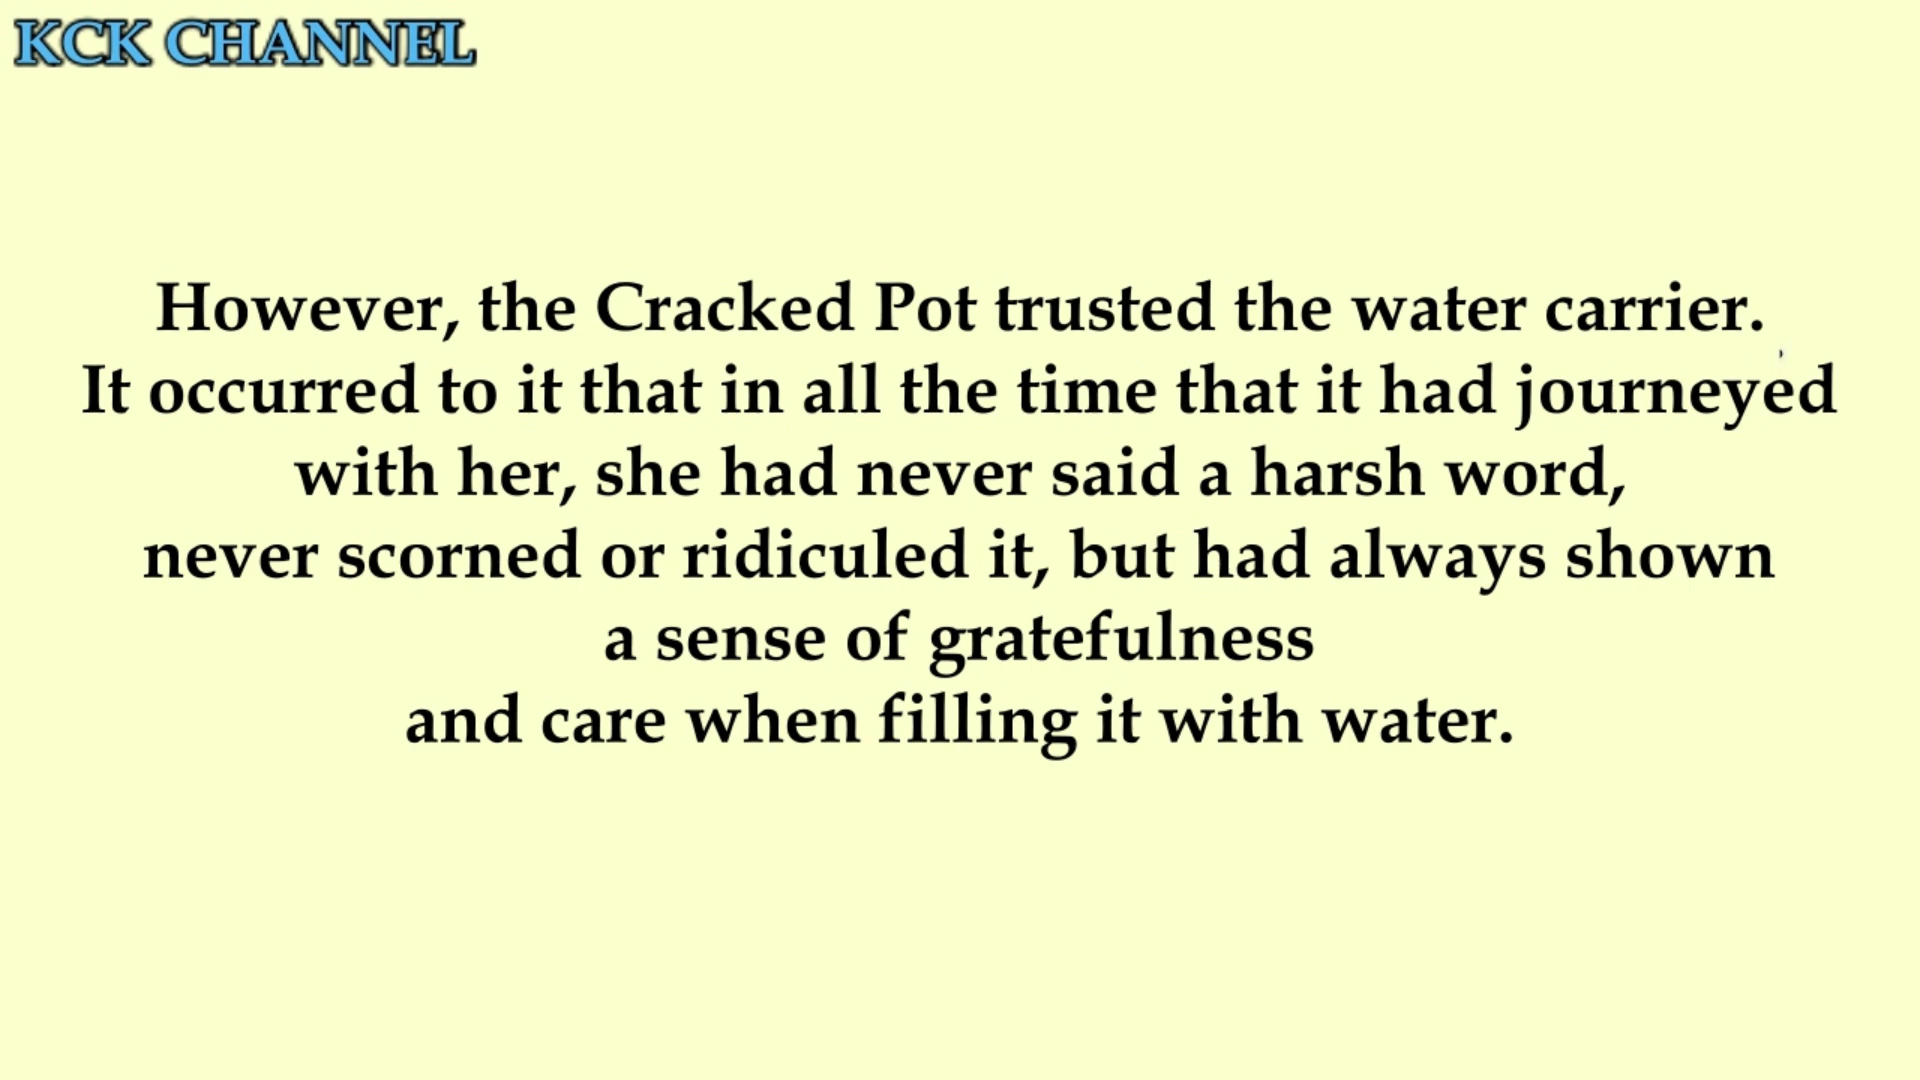 KCK CHANNEL
However, the Cracked Pot trusted the water carrier.
It occurred to it that in all the time that it had journeyed
with her, she had never said a harsh word,
never scorned or ridiculed it, but had always shown
a sense of gratefulness
and care when filling it with water.